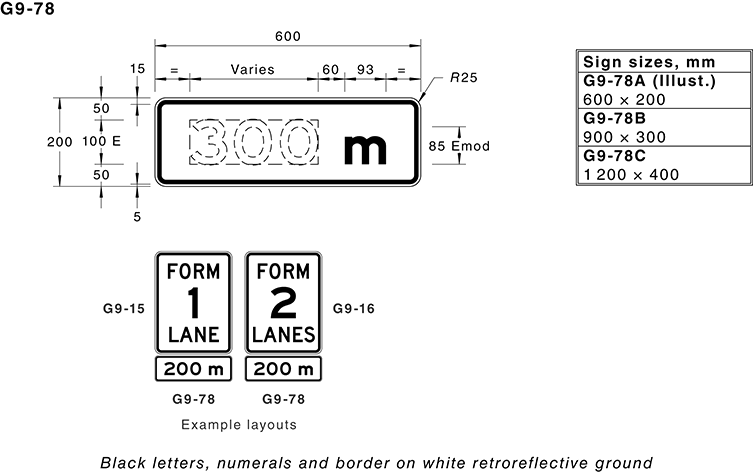 G9-78
600
15
=
Varies
60
93
=
R25
50
200
100 E
50
5
300 m
85 Emod
Sign sizes, mm
G9-78A (Illust.)
600 × 200
G9-78B
900 × 300
G9-78C
1 200 × 400
G9-15
FORM
1
LANE
200 m
G9-78
FORM
2
LANES
200 m
G9-78
G9-16
Example layouts
Black letters, numerals and border on white retroreflective ground